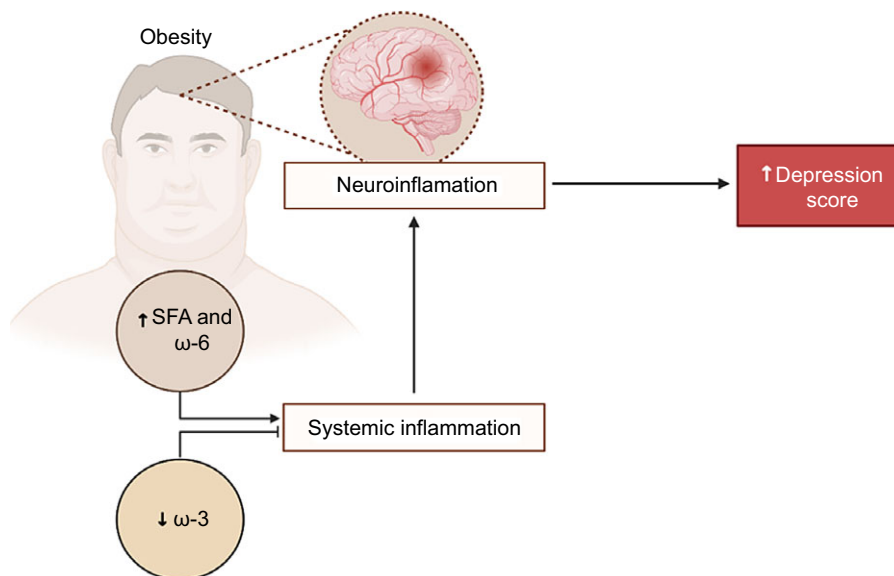 Obesity
Neuroinflamation
↑ Depression
score
↑ SFA and
ω-6
Systemic inflammation
↓ ω-3